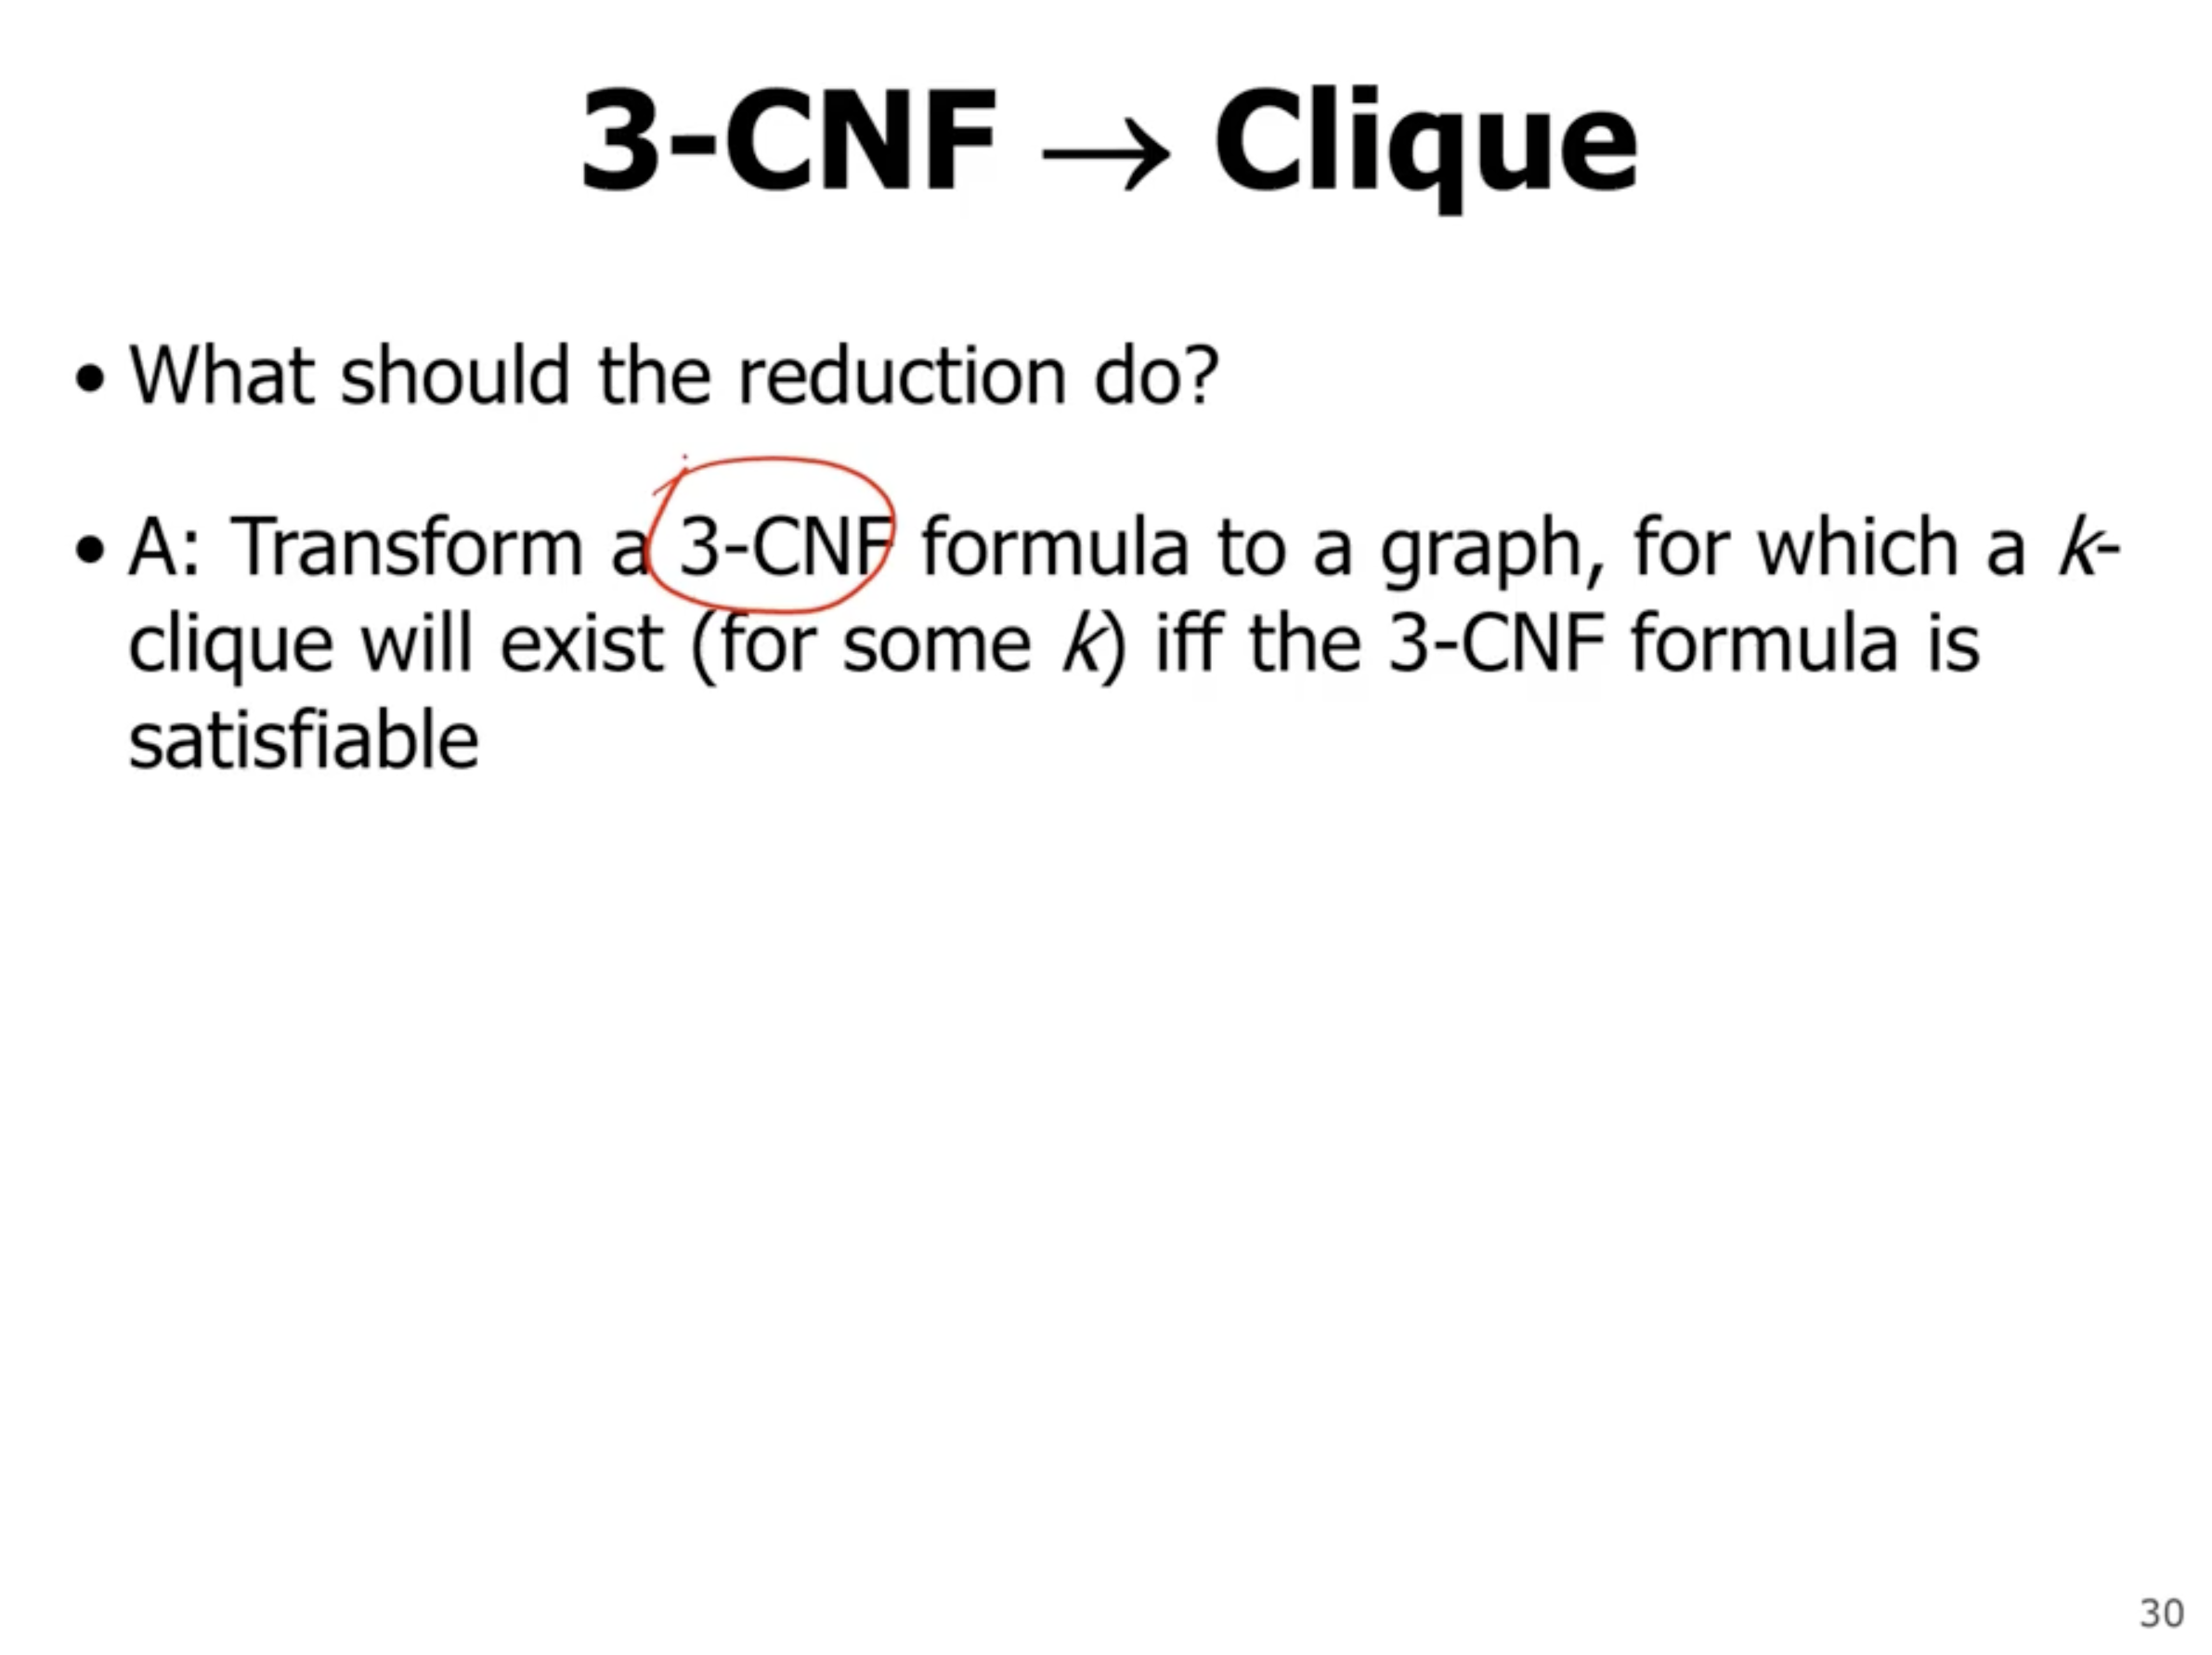 3-CNF → Clique
• What should the reduction do?
• A: Transform a 3-CNF formula to a graph, for which a k-
clique will exist (for some k) iff the 3-CNF formula is
satisfiable
30